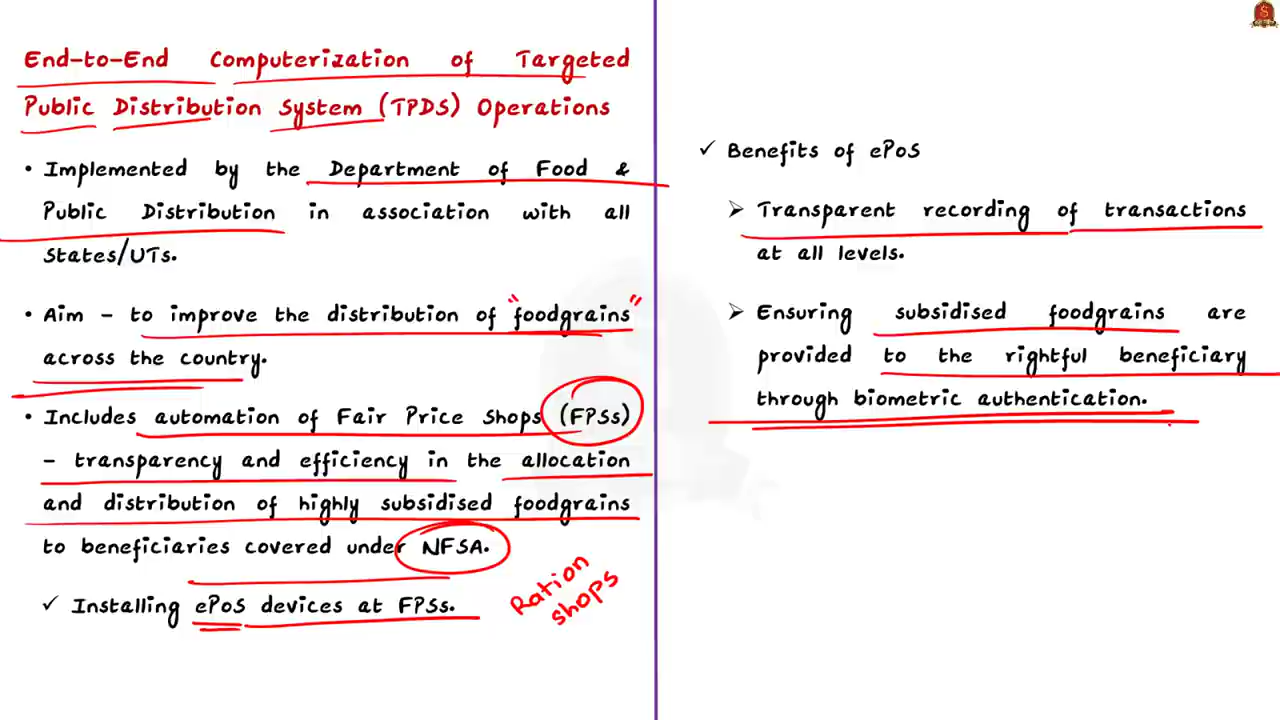 End-to-End Computerization of Targeted
Public Distribution System (TPDS) Operations
• Implemented by the Department of Food &
Public Distribution in association with all
States/UTs.
• Aim – to improve the distribution of "foodgrains"
across the country.
• Includes automation of Fair Price Shops (FPSs)
– transparency and efficiency in the allocation
and distribution of highly subsidised foodgrains
to beneficiaries covered under NFSA.
✓ Installing ePoS devices at FPSs.
Ration
shops
✓ Benefits of ePoS
➢ Transparent recording of transactions
at all levels.
➢ Ensuring subsidised foodgrains are
provided to the rightful beneficiary
through biometric authentication.